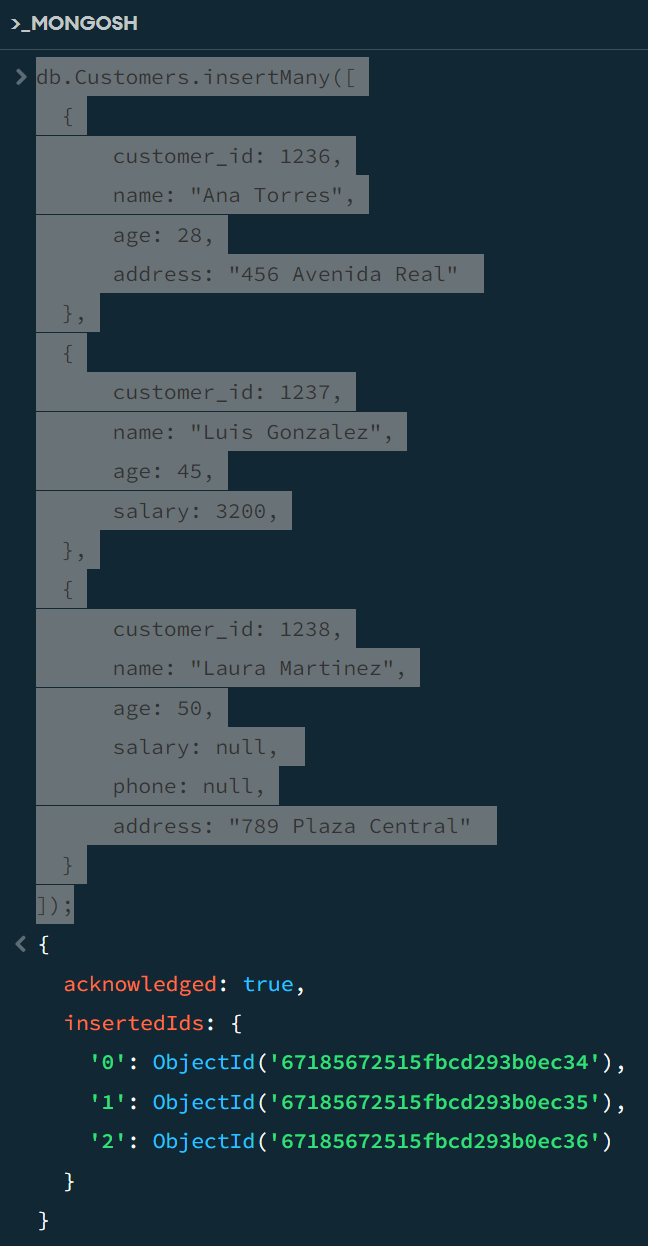 >_MONGOSH
> db.Customers.insertMany([
{
customer_id: 1236,
name: "Ana Torres",
age: 28,
address: "456 Avenida Real"
},
{
customer_id: 1237,
name: "Luis Gonzalez",
age: 45,
salary: 3200,
},
{
customer_id: 1238,
name: "Laura Martinez",
age: 50,
salary: null,
phone: null,
address: "789 Plaza Central"
}
]);
< {
acknowledged: true,
insertedIds: {
'0': ObjectId('67185672515fbcd293b0ec34'),
'1': ObjectId('67185672515fbcd293b0ec35'),
'2': ObjectId('67185672515fbcd293b0ec36')
}
}